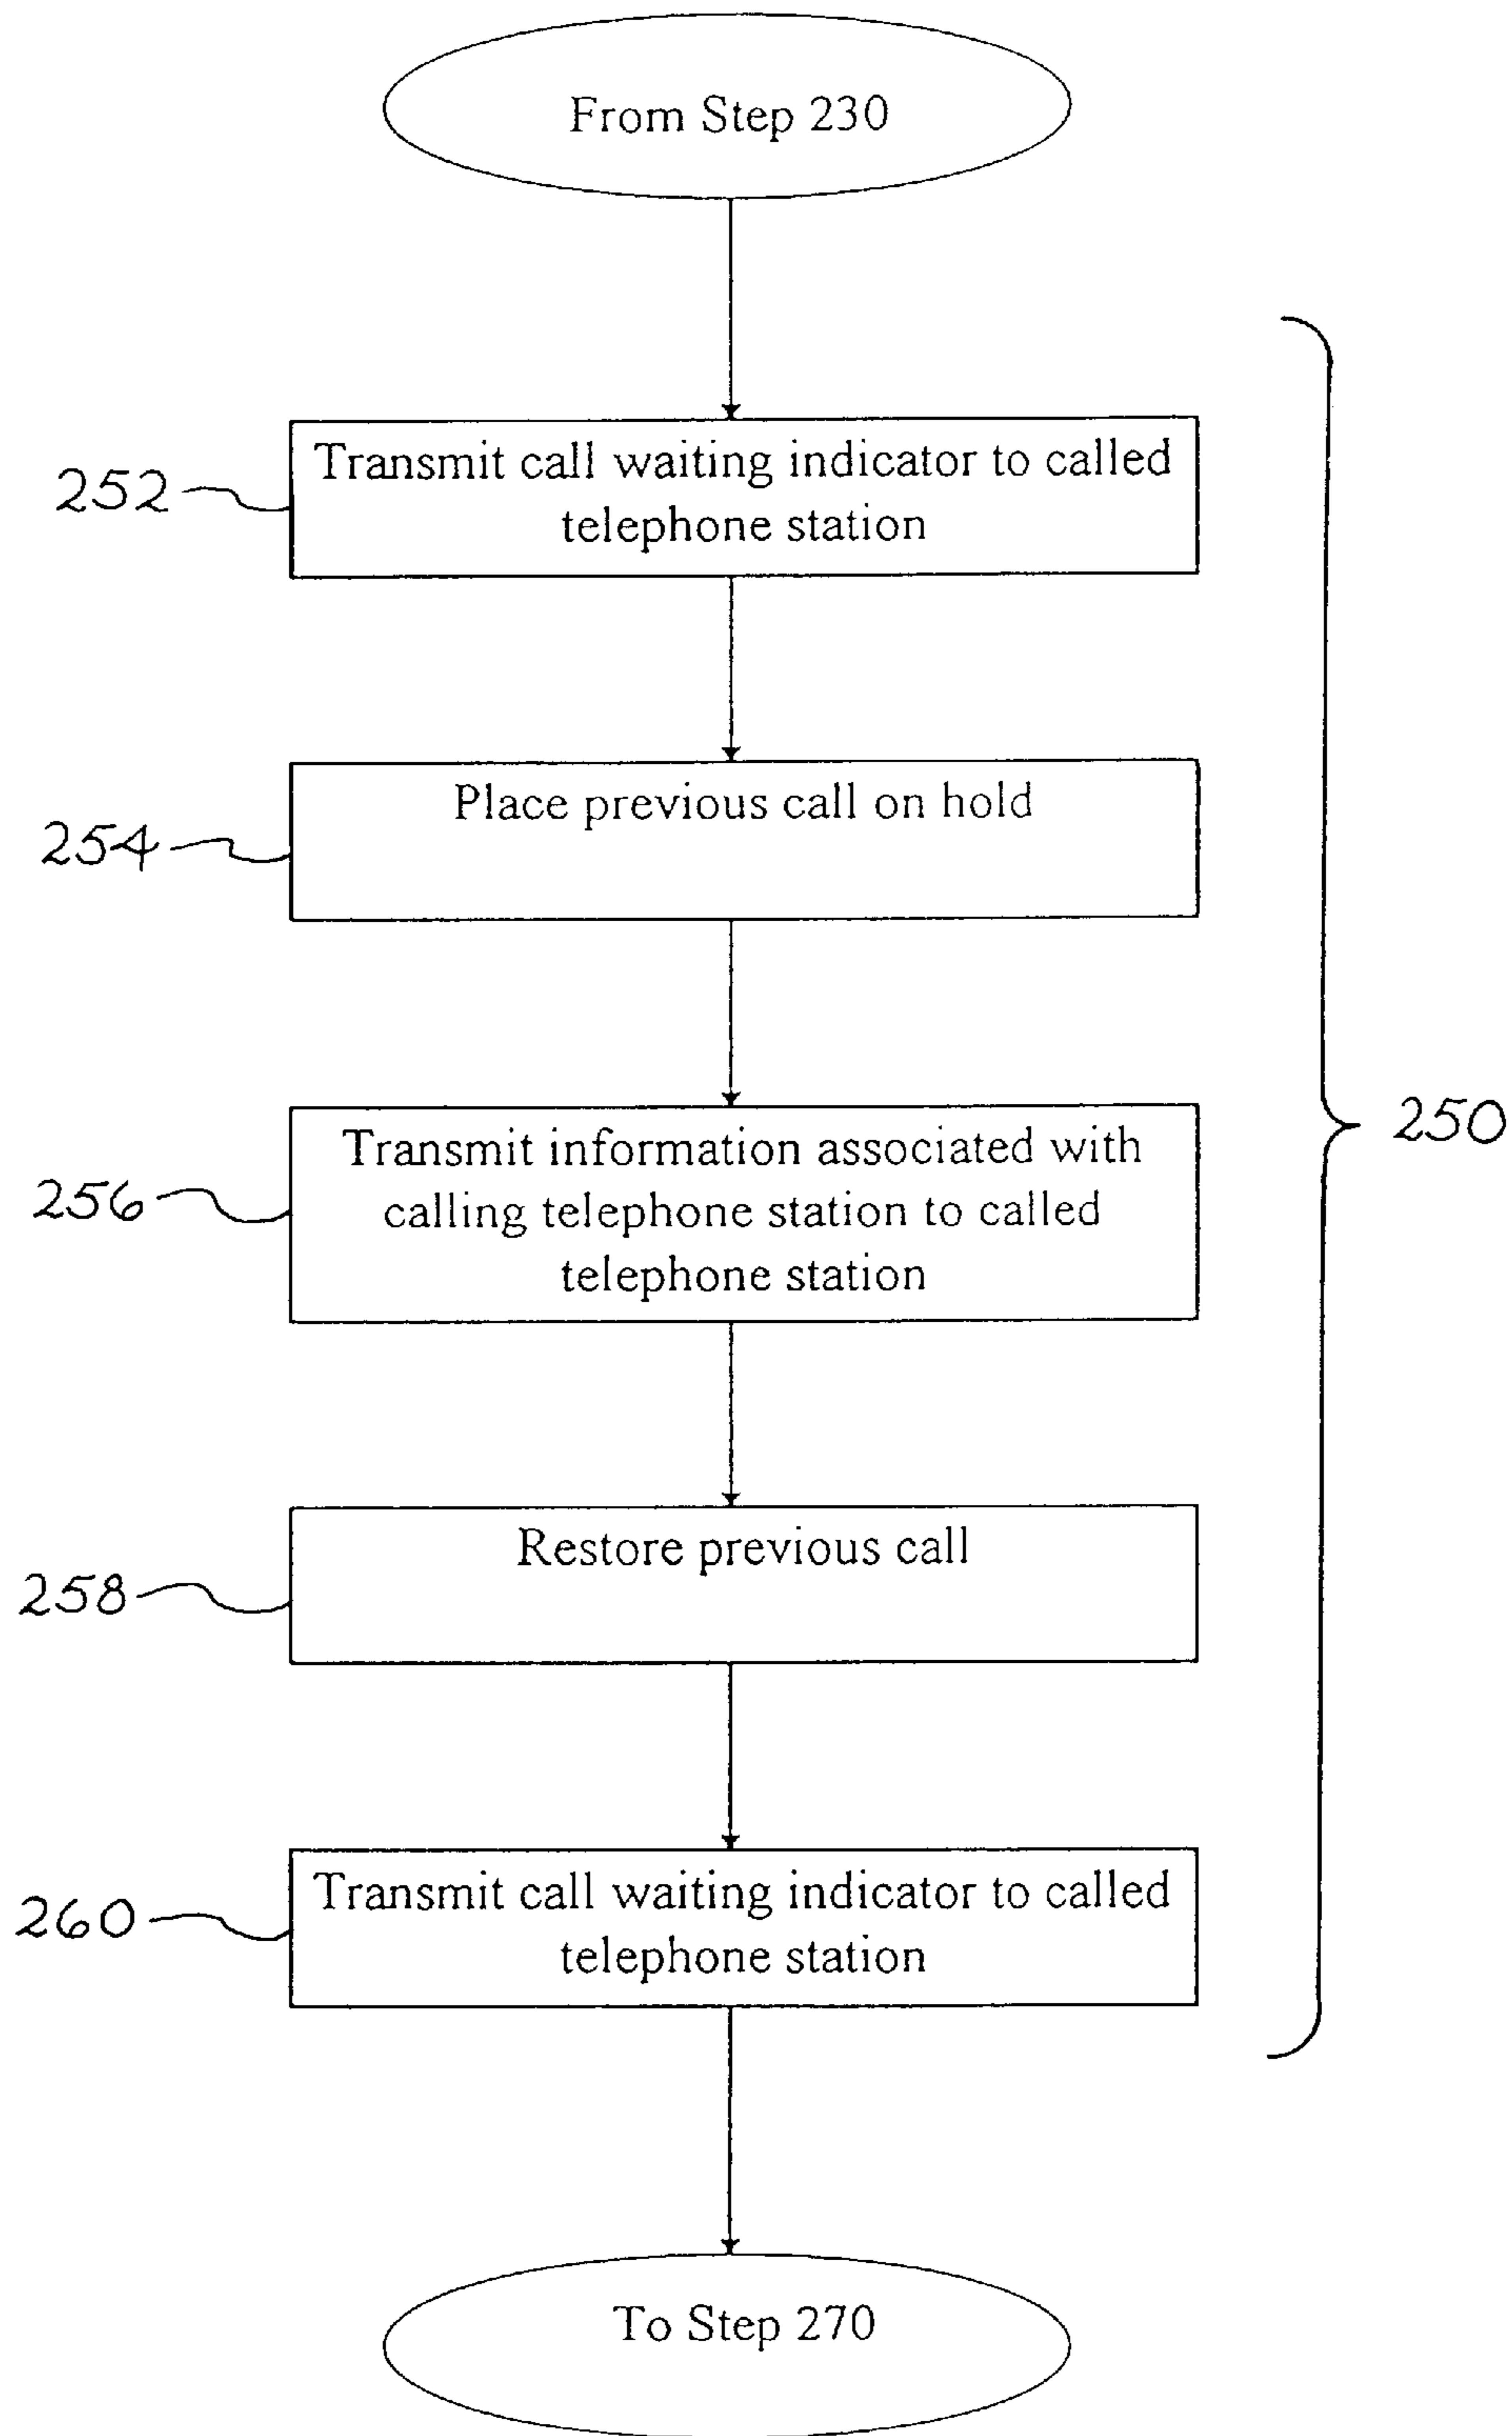 From Step 230
Transmit call waiting indicator to called
telephone station
252
Place previous call on hold
254
Transmit information associated with
calling telephone station to called
telephone station
256
250
Restore previous call
258
Transmit call waiting indicator to called
telephone station
260
To Step 270